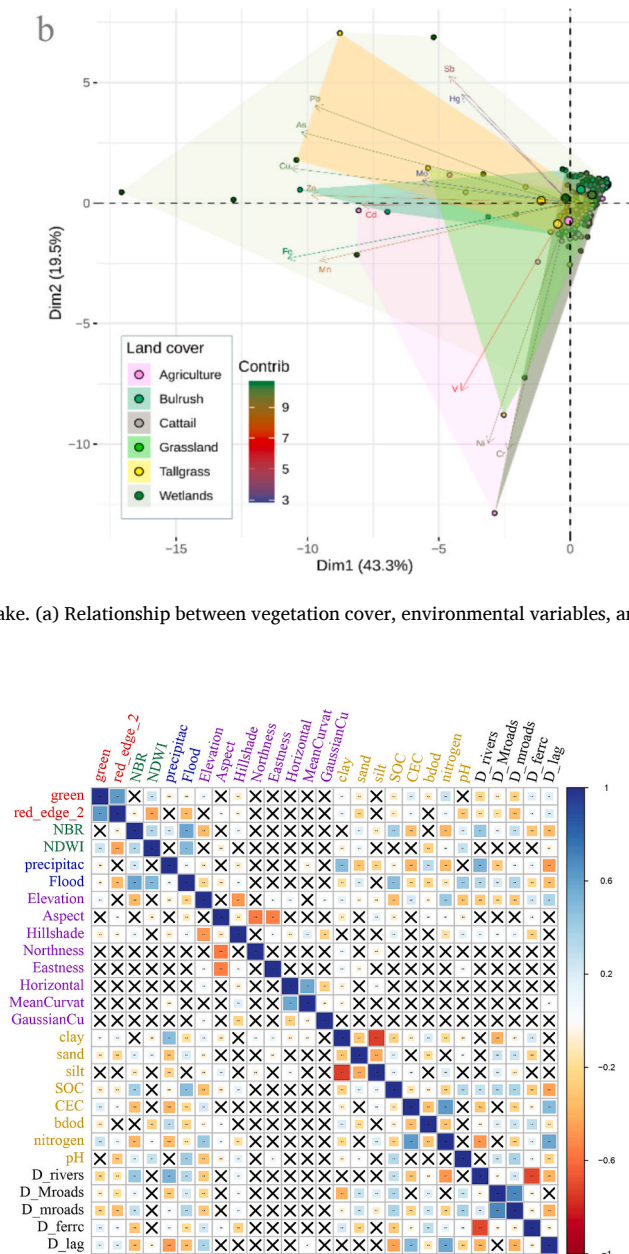 b
Sb
Hg
Pb
As
Cu
Mo
Zn
Cd
Fe
Mn
V
Ni
Cr
5
0
−5
−10
Dim2 (19.5%)
−15
−10
−5
0
Dim1 (43.3%)
Land cover
Agriculture
Bulrush
Cattail
Grassland
Tallgrass
Wetlands
Contrib
9
7
5
3
ake. (a) Relationship between vegetation cover, environmental variables, a
green
red_edge_2
NBR
NDWI
precipitac
Flood
Elevation
Aspect
Hillshade
Northness
Eastness
Horizontal
MeanCurvat
GaussianCu
clay
sand
silt
SOC
CEC
bdod
nitrogen
pH
D_rivers
D_Mroads
D_mroads
D_ferrc
D_lag
green
red_edge_2
NBR
NDWI
precipitac
Flood
Elevation
Aspect
Hillshade
Northness
Eastness
Horizontal
MeanCurvat
GaussianCu
clay
sand
silt
SOC
CEC
bdod
nitrogen
pH
D_rivers
D_Mroads
D_mroads
D_ferrc
D_lag
1
0.6
0.2
−0.2
−0.6
−1